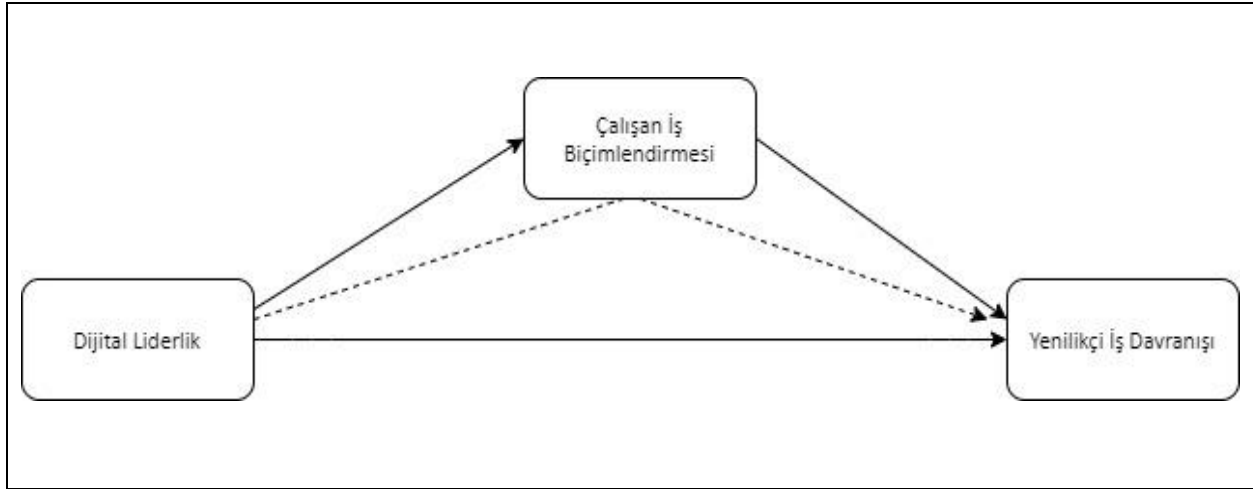 Çalışan İş
Biçimlendirmesi
Dijital Liderlik
Yenilikçi İş Davranışı